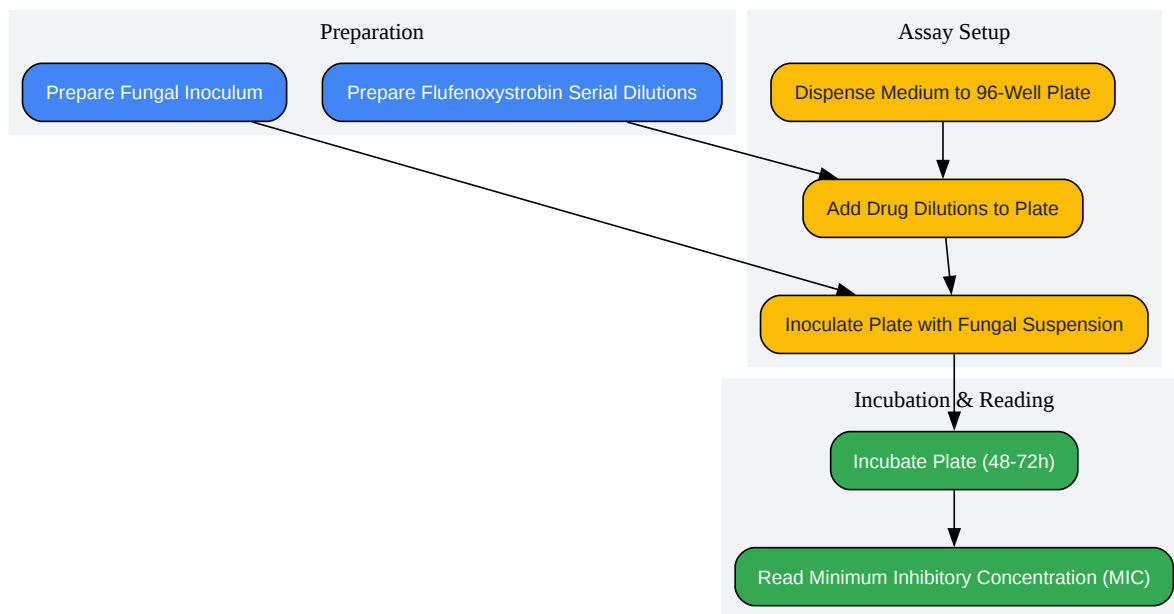 Preparation
Prepare Fungal Inoculum
Prepare Flufenoxystrobin Serial Dilutions
Assay Setup
Dispense Medium to 96-Well Plate
Add Drug Dilutions to Plate
Inoculate Plate with Fungal Suspension
Incubation & Reading
Incubate Plate (48-72h)
Read Minimum Inhibitory Concentration (MIC)